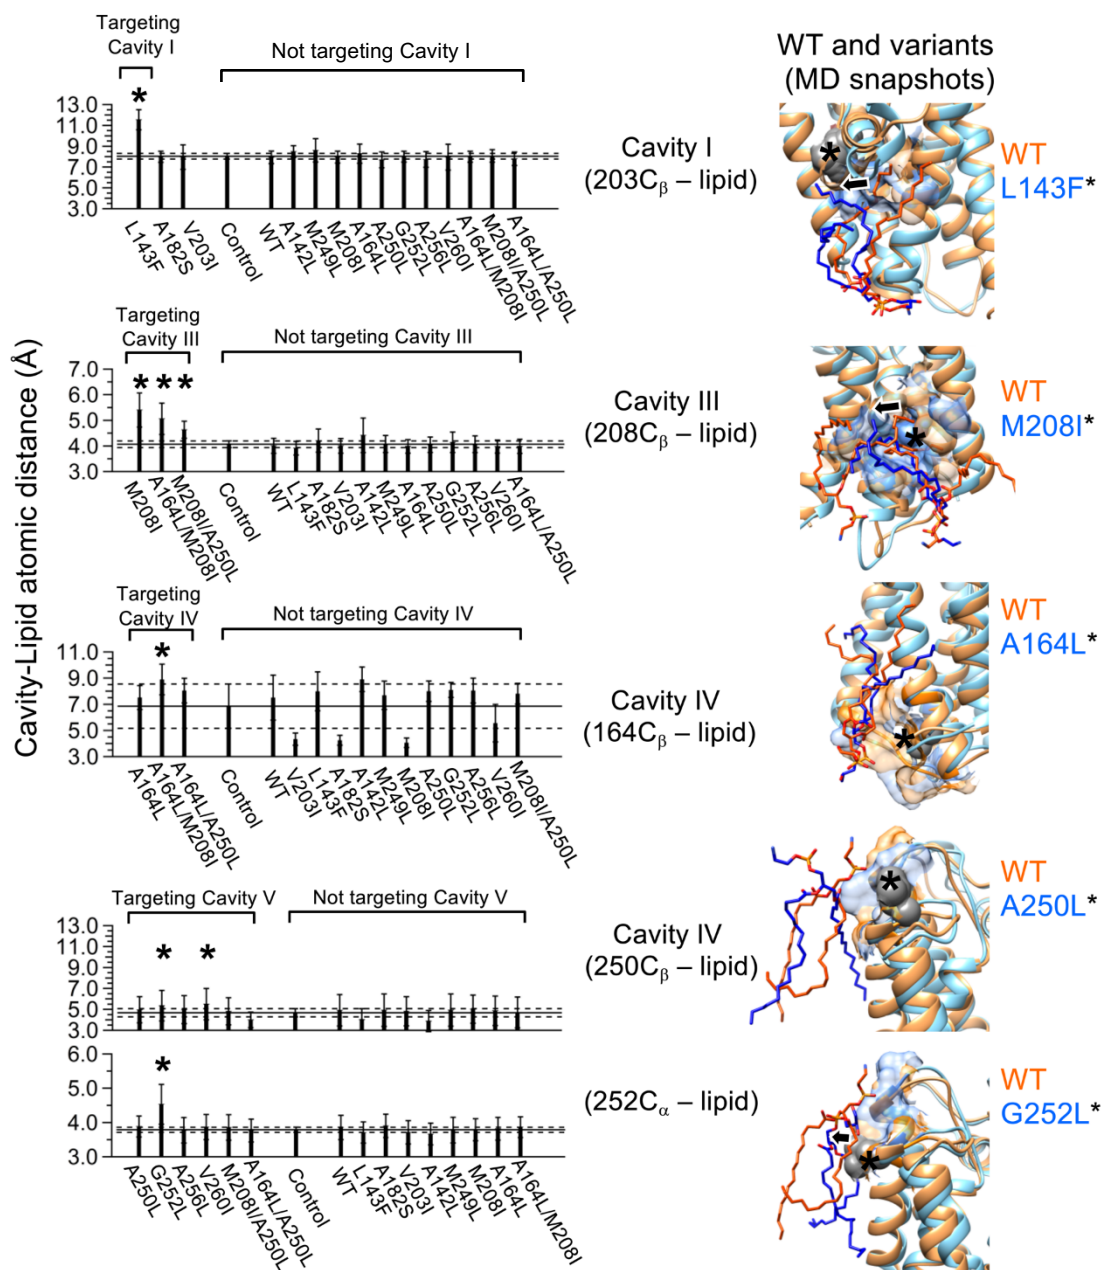 Cavity-Lipid atomic distance (Å)
Targeting
Cavity I
Not targeting Cavity I
*
13.0
11.0
9.0
7.0
5.0
3.0
L143F
A182S
V203I
Control
WT
A142L
M249L
M208I
A164L
A250L
G252L
A256L
V260I
A164L/M208I
M208I/A250L
A164L/A250L
WT and variants
(MD snapshots)
Cavity I
(203Cβ – lipid)
*
WT
L143F*
Targeting
Cavity III
Not targeting Cavity III
* * *
7.0
6.0
5.0
4.0
3.0
M208I
A164L/M208I
M208I/A250L
Control
WT
L143F
A182S
V203I
A142L
M249L
A164L
A250L
G252L
A256L
V260I
A164L/A250L
Cavity III
(208Cβ – lipid)
*
WT
M208I*
Targeting
Cavity IV
Not targeting Cavity IV
*
11.0
9.0
7.0
5.0
3.0
A164L
A164L/M208I
A164L/A250L
Control
WT
V203I
L143F
A182S
A142L
M249L
M208I
A250L
G252L
A256L
V260I
M208I/A250L
Cavity IV
(164Cβ – lipid)
*
WT
A164L*
Targeting Cavity V
Not targeting Cavity V
* *
13.0
11.0
9.0
7.0
5.0
3.0
Cavity IV
(250Cβ – lipid)
*
WT
A250L*
*
6.0
5.0
4.0
3.0
A250L
G252L
A256L
V260I
M208I/A250L
A164L/A250L
Control
WT
L143F
A182S
V203I
A142L
M249L
M208I
A164L
A164L/M208I
(252Cα – lipid)
*
WT
G252L*